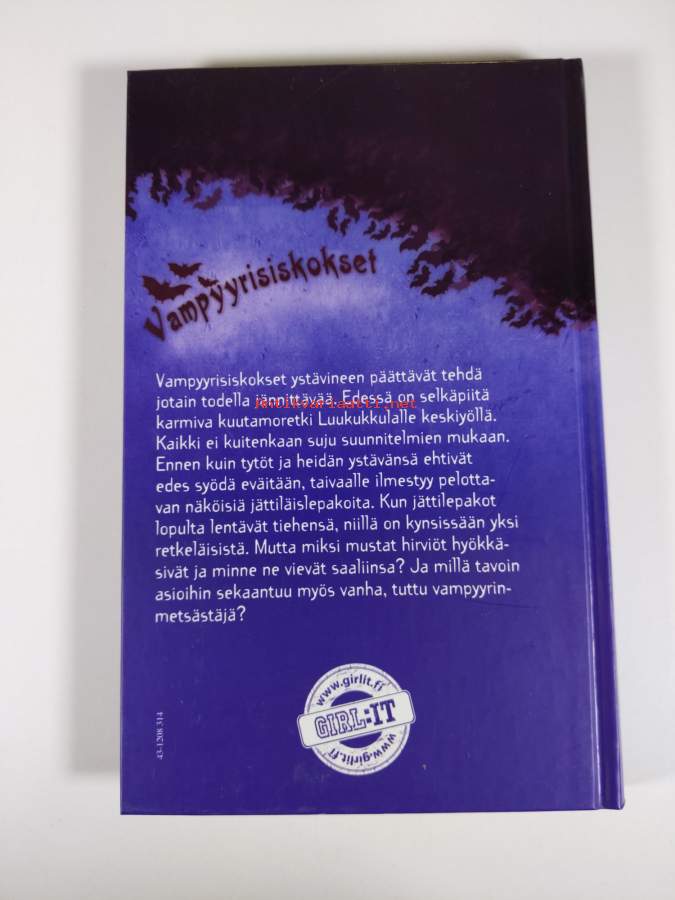 Vampyyrisiskokset
Vampyyrisiskokset ystävineen päättävät tehdä
jotain todella jännittävää. Edessä on selkäpiitä
antikvariaatti.net
karmiva kuutamoretki Luukukkulalle keskiyöllä.
Kaikki ei kuitenkaan suju suunnitelmien mukaan.
Ennen kuin tytöt ja heidän ystävänsä ehtivät
edes syödä eväitään, taivaalle ilmestyy pelotta-
van näköisiä jättiläislepakoita. Kun jättilepakot
lopulta lentävät tiehensä, niillä on kynsissään yksi
retkeläisistä. Mutta miksi mustat hirviöt hyökkä-
sivät ja minne ne vievät saaliinsa? Ja millä tavoin
asioihin sekaantuu myös vanha, tuttu vampyyrin-
metsästäjä?
www.girlit.fi
GIRL:IT
www.girlit.fi
43-1208 314